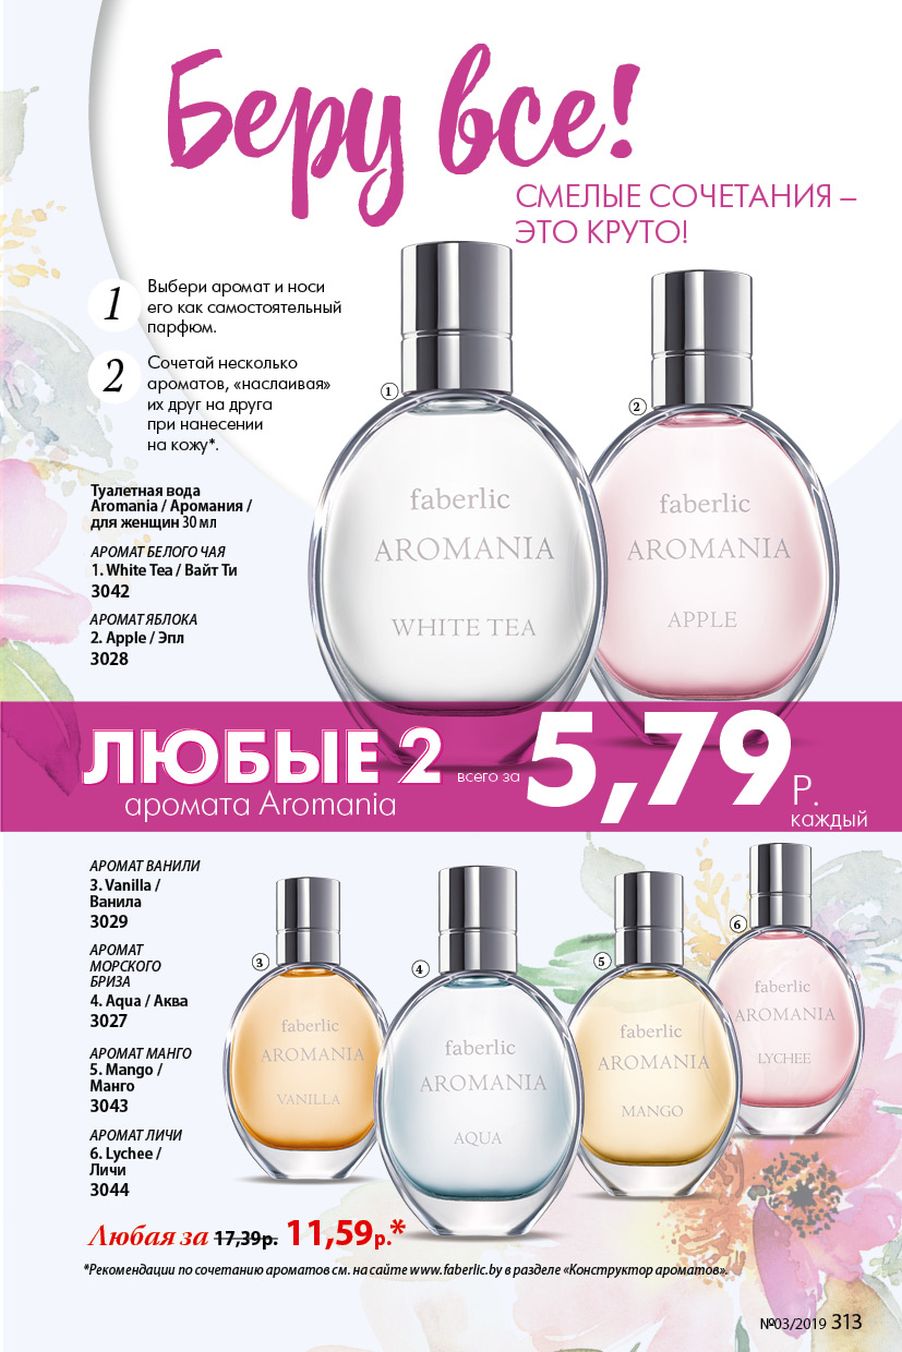 Беру все!
СМЕЛЫЕ СОЧЕТАНИЯ –
ЭТО КРУТО!
1
Выбери аромат и носи
его как самостоятельный
парфюм.
2
Сочетай несколько
ароматов, «наслаивая»
их друг на друга
при нанесении
на кожу*.
Туалетная вода
Aromania / Аромания /
для женщин 30 мл
АРОМАТ БЕЛОГО ЧАЯ
1. White Tea / Вайт Ти
3042
АРОМАТ ЯБЛОКА
2. Apple / Эпл
3028
1
faberlic
AROMANIA
WHITE TEA
2
faberlic
AROMANIA
APPLE
ЛЮБЫЕ 2
аромата Aromania
всего за
5,79
Р.
каждый
АРОМАТ ВАНИЛИ
3. Vanilla /
Ванила
3029
АРОМАТ
МОРСКОГО
БРИЗА
4. Aqua / Аква
3027
АРОМАТ МАНГО
5. Mango /
Манго
3043
АРОМАТ ЛИЧИ
6. Lychee /
Личи
3044
3
faberlic
AROMANIA
VANILLA
4
faberlic
AROMANIA
AQUA
5
faberlic
AROMANIA
MANGO
6
faberlic
AROMANIA
LYCHEE
Любая за 17,39р. 11,59р.*
*Рекомендации по сочетанию ароматов см. на сайте www.faberlic.by в разделе «Конструктор ароматов».
№03/2019 313